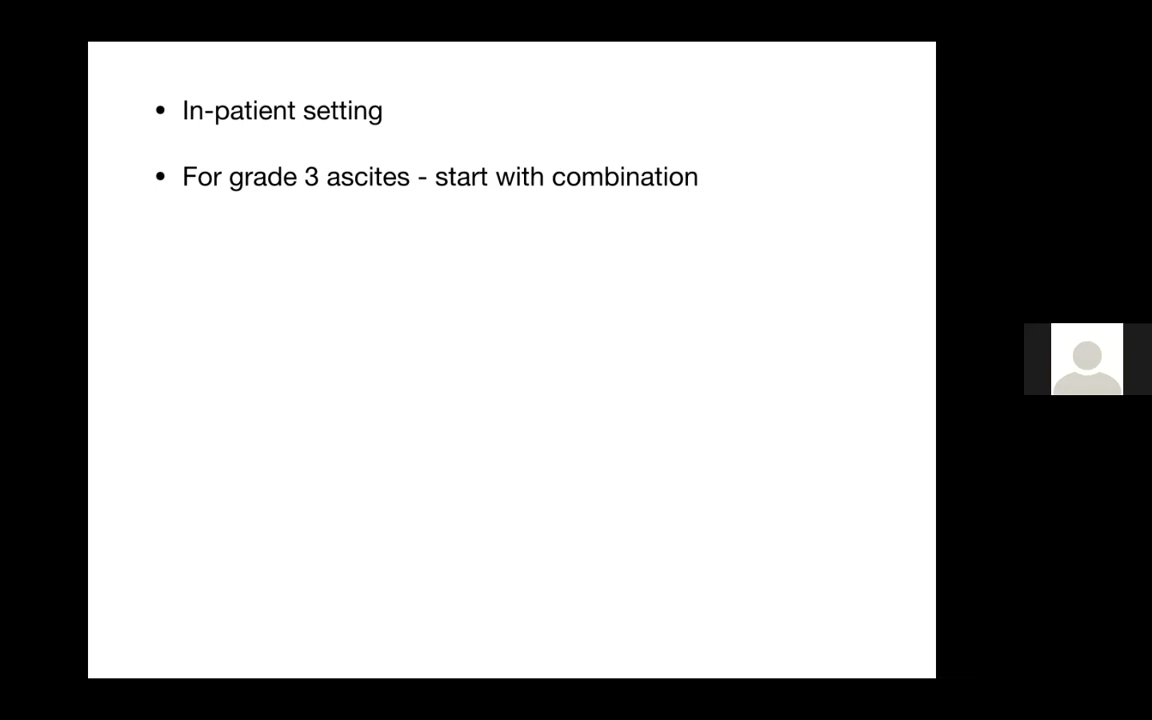 • In-patient setting
• For grade 3 ascites - start with combination